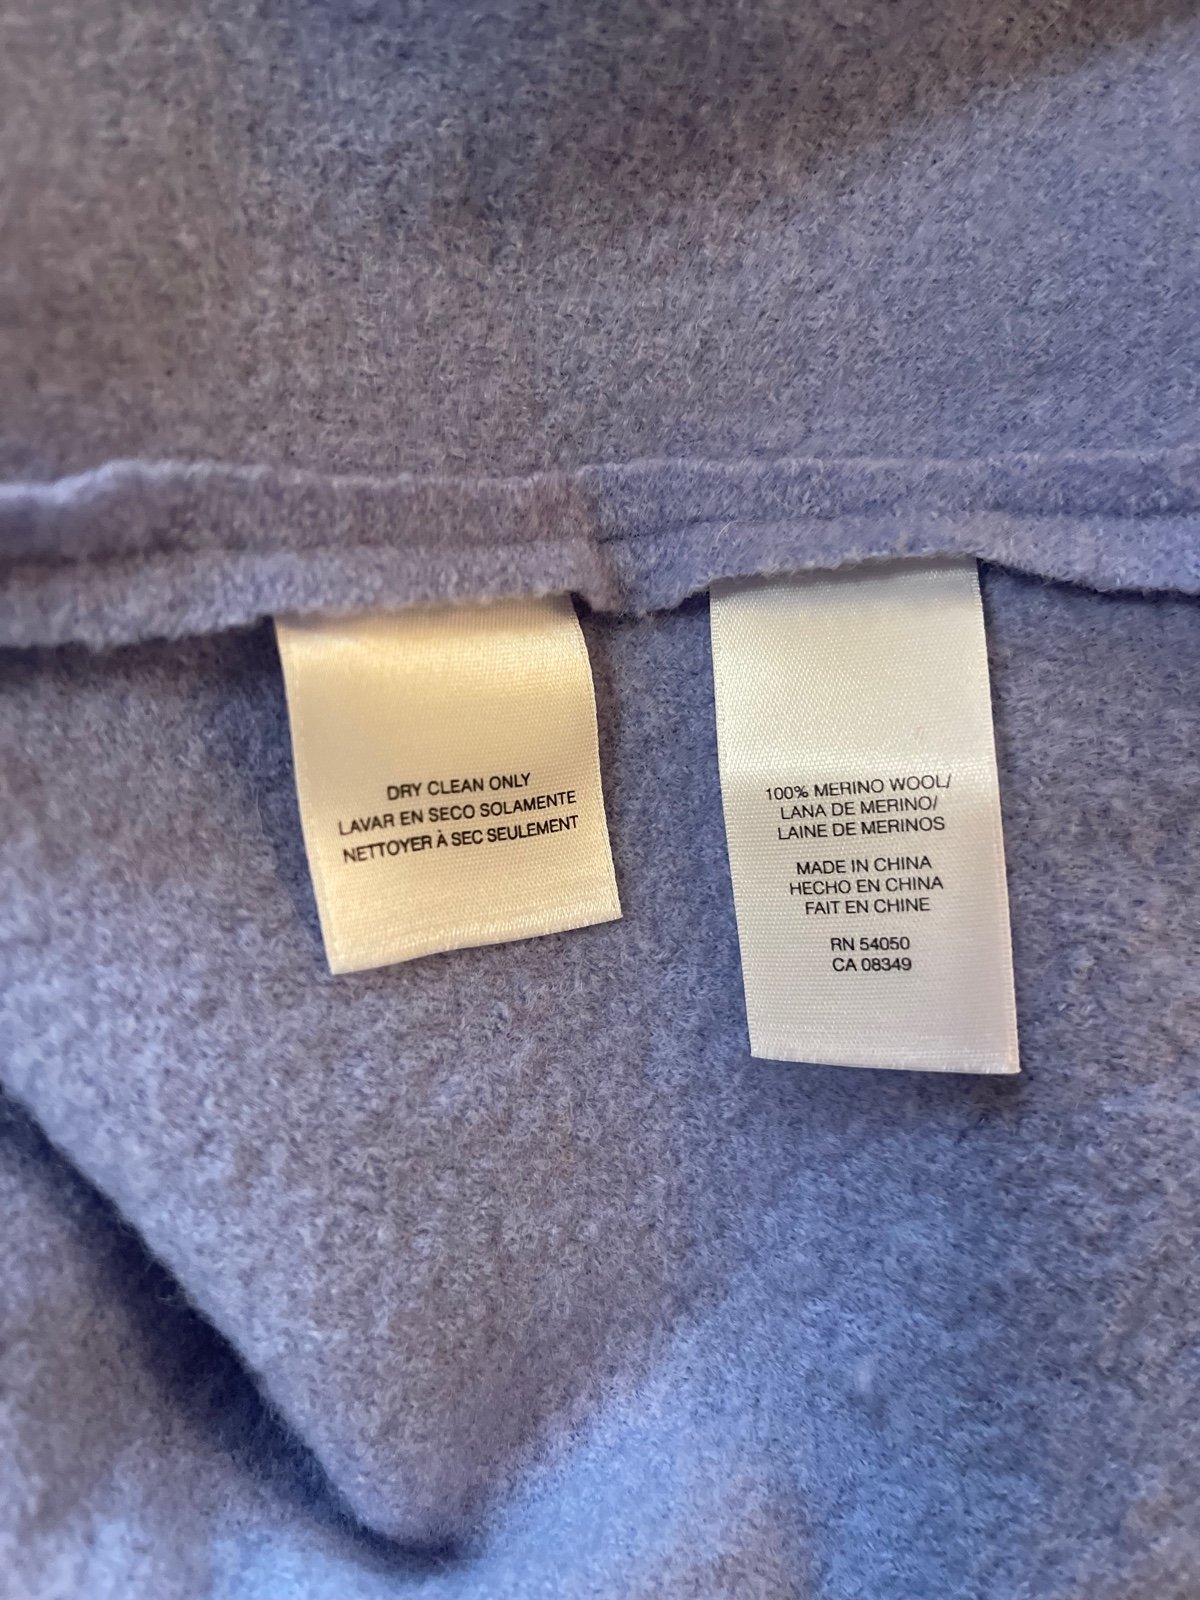 DRY CLEAN ONLY
LAVAR EN SECO SOLAMENTE
NETTOYER À SEC SEULEMENT
100% MERINO WOOL/
LANA DE MERINO/
LAINE DE MERINOS
MADE IN CHINA
HECHO EN CHINA
FAIT EN CHINE
RN 54050
CA 08349